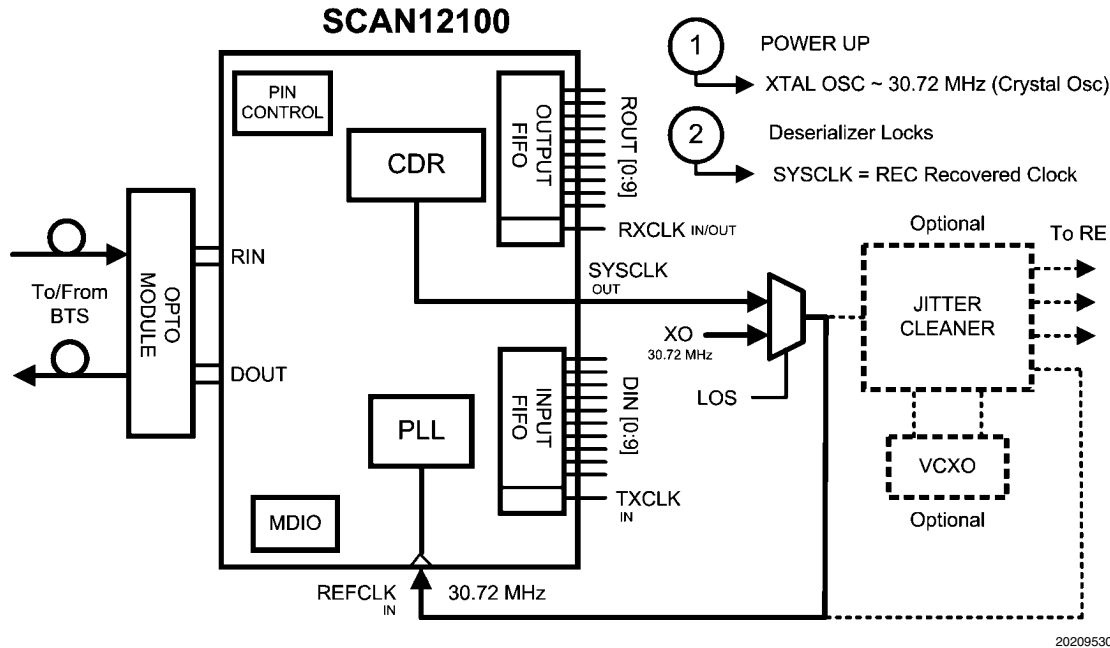 SCAN12100
1
POWER UP
XTAL OSC ~ 30.72 MHz (Crystal Osc)
2
Deserializer Locks
SYSCLK = REC Recovered Clock
PIN
CONTROL
CDR
OUTPUT
FIFO
ROUT [0:9]
RXCLK IN/OUT
To/From
BTS
OPTO
MODULE
RIN
DOUT
SYSCLK
OUT
XO
30.72 MHz
LOS
Optional
JITTER
CLEANER
To RE
VCXO
Optional
PLL
INPUT
FIFO
DIN [0:9]
TXCLK
IN
MDIO
REFCLK
IN
30.72 MHz
20209530